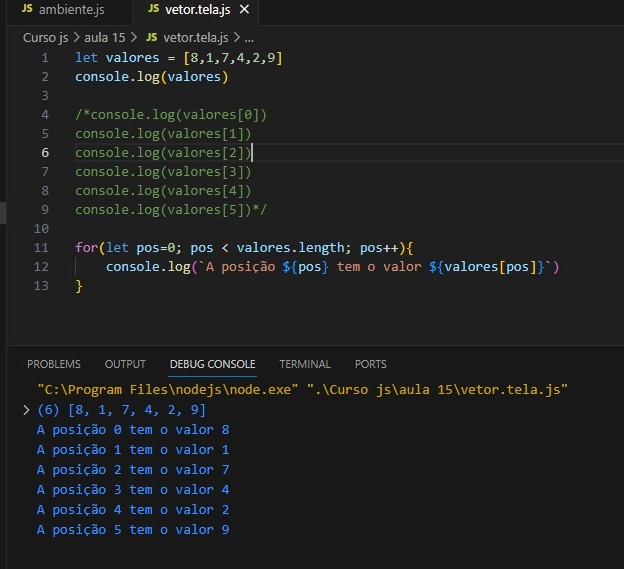 JS ambiente.js JS vetor.tela.js ×
Curso js > aula 15 > JS vetor.tela.js > ...
1 let valores = [8,1,7,4,2,9]
2 console.log(valores)
3
4 /*console.log(valores[0])
5 console.log(valores[1])
6 console.log(valores[2])
7 console.log(valores[3])
8 console.log(valores[4])
9 console.log(valores[5])*/
10
11 for(let pos=0; pos < valores.length; pos++){
12 console.log(`A posição ${pos} tem o valor ${valores[pos]}`)
13 }
PROBLEMS OUTPUT DEBUG CONSOLE TERMINAL PORTS
"C:\Program Files\nodejs\node.exe" ".\Curso js\aula 15\vetor.tela.js"
> (6) [8, 1, 7, 4, 2, 9]
A posição 0 tem o valor 8
A posição 1 tem o valor 1
A posição 2 tem o valor 7
A posição 3 tem o valor 4
A posição 4 tem o valor 2
A posição 5 tem o valor 9